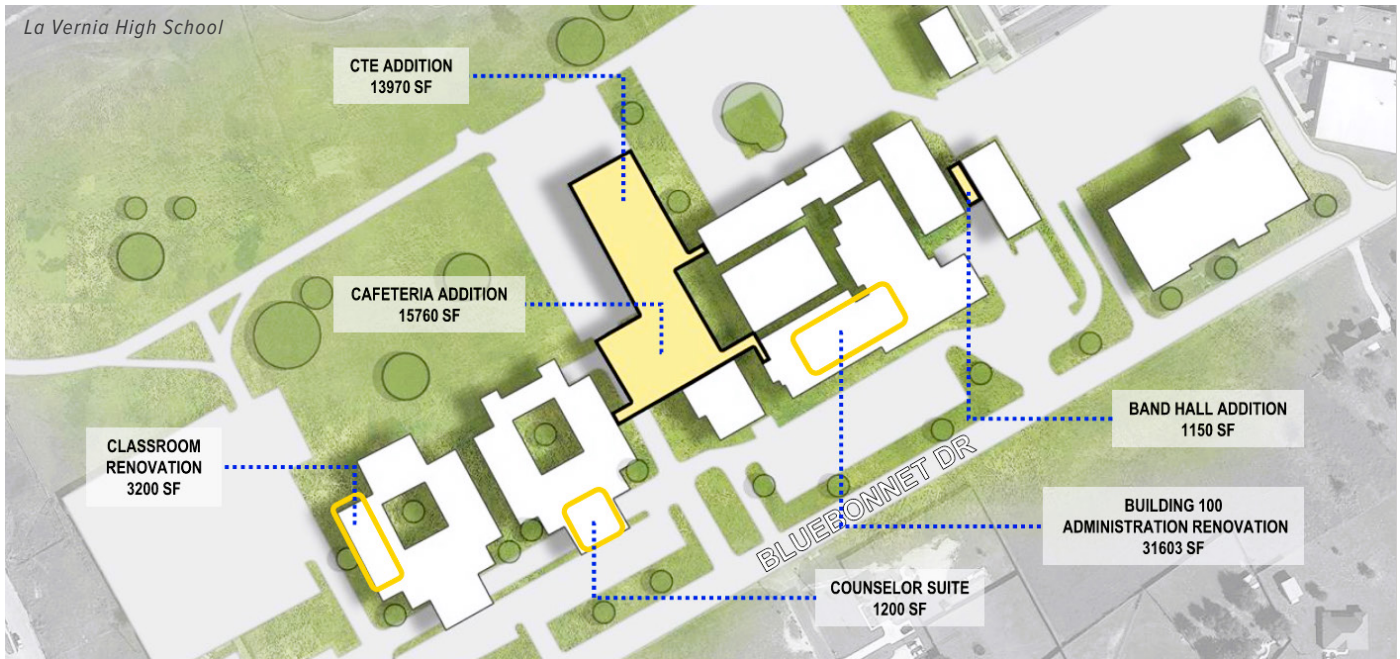 La Vernia High School
CTE ADDITION
13970 SF
CAFETERIA ADDITION
15760 SF
CLASSROOM
RENOVATION
3200 SF
BAND HALL ADDITION
1150 SF
BLUEBONNET DR
BUILDING 100
ADMINISTRATION RENOVATION
31603 SF
COUNSELOR SUITE
1200 SF